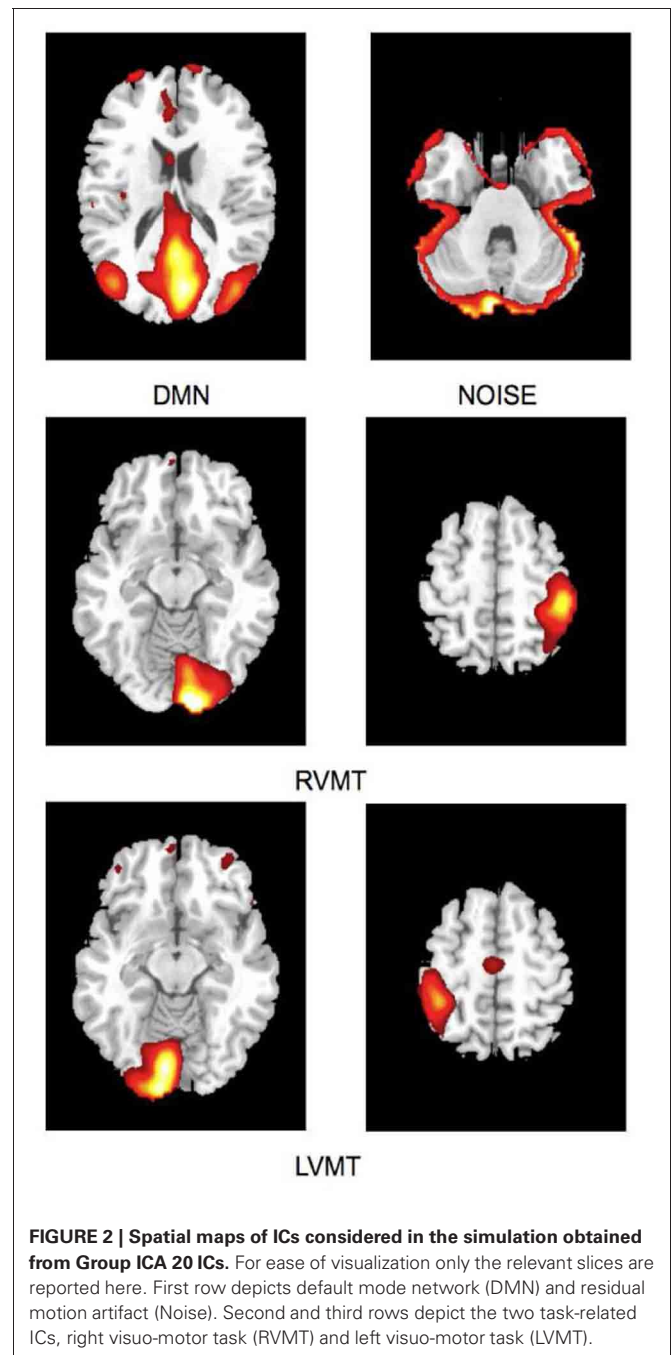 DMN
NOISE
RVMT
LVMT
FIGURE 2 | Spatial maps of ICs considered in the simulation obtained
from Group ICA 20 ICs. For ease of visualization only the relevant slices are
reported here. First row depicts default mode network (DMN) and residual
motion artifact (Noise). Second and third rows depict the two task-related
ICs, right visuo-motor task (RVMT) and left visuo-motor task (LVMT).